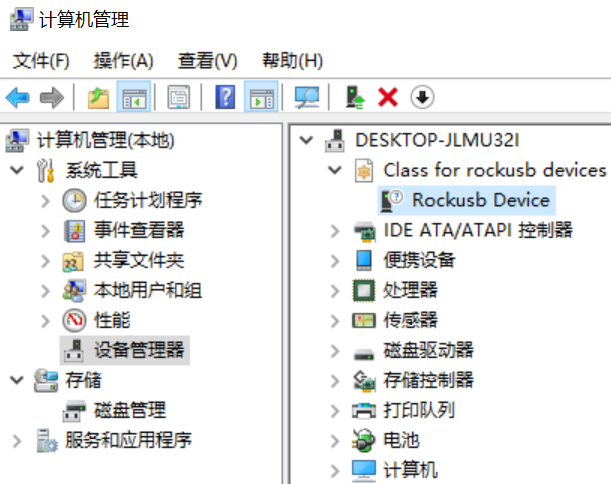 计算机管理
文件(F) 操作(A) 查看(V) 帮助(H)
计算机管理(本地)
系统工具
任务计划程序
事件查看器
共享文件夹
本地用户和组
性能
设备管理器
存储
磁盘管理
服务和应用程序
DESKTOP-JLMU32I
Class for rockusb devices
Rockusb Device
IDE ATA/ATAPI 控制器
便携设备
处理器
传感器
磁盘驱动器
存储控制器
打印队列
电池
计算机